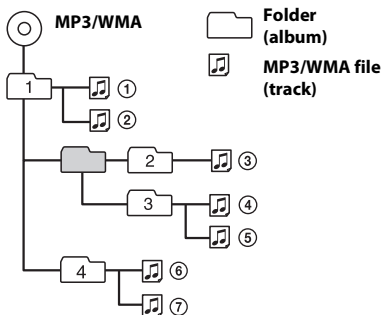 MP3/WMA
Folder
(album)
MP3/WMA file
(track)
1
①
②
2
③
3
④
⑤
4
⑥
⑦